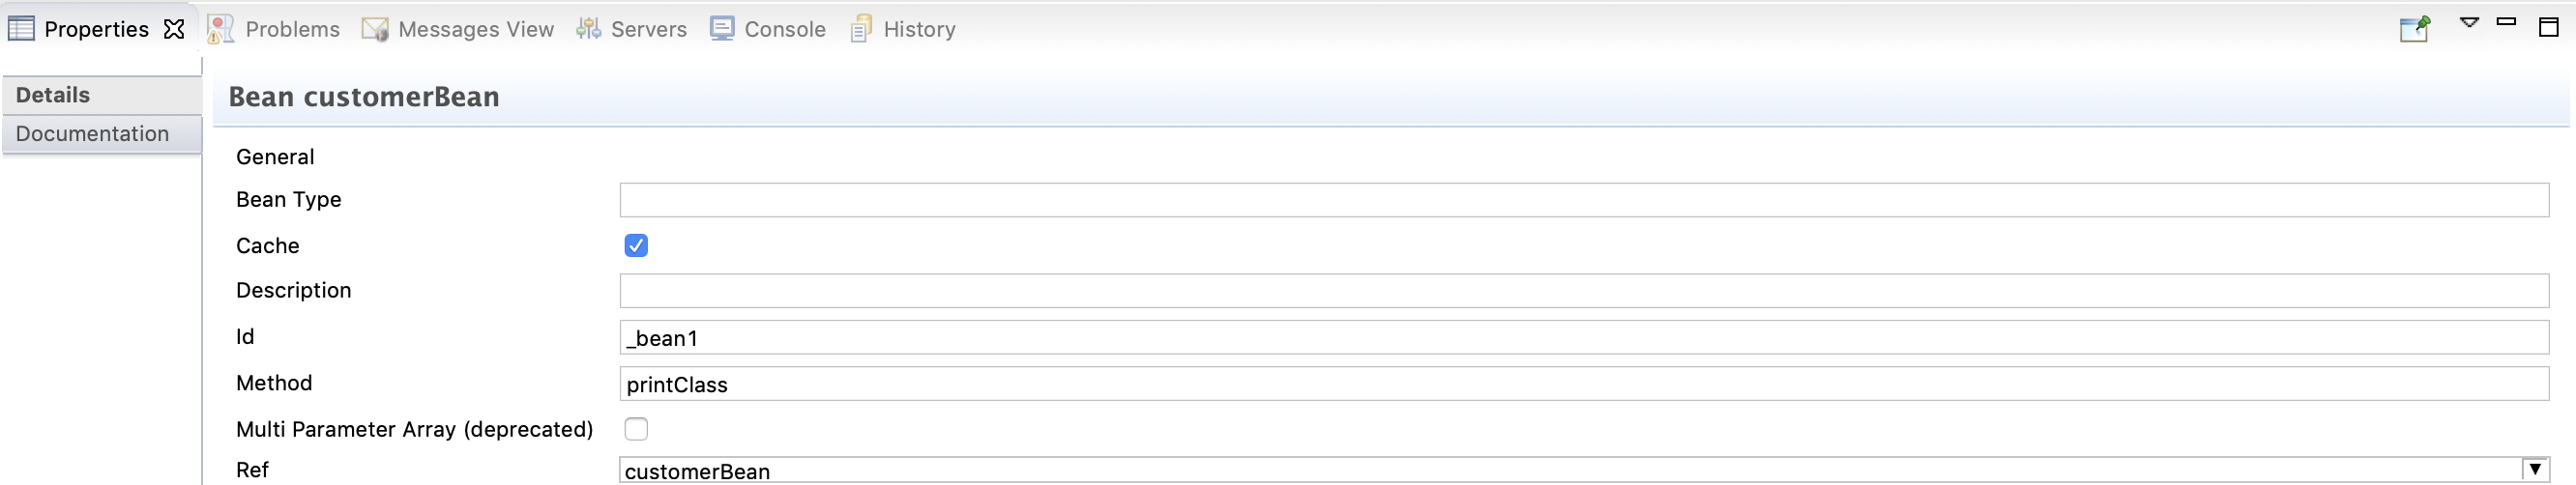 Properties Problems Messages View Servers Console History
Details
Documentation
Bean customerBean
General
Bean Type
Cache
Description
Id _bean1
Method printClass
Multi Parameter Array (deprecated)
Ref customerBean